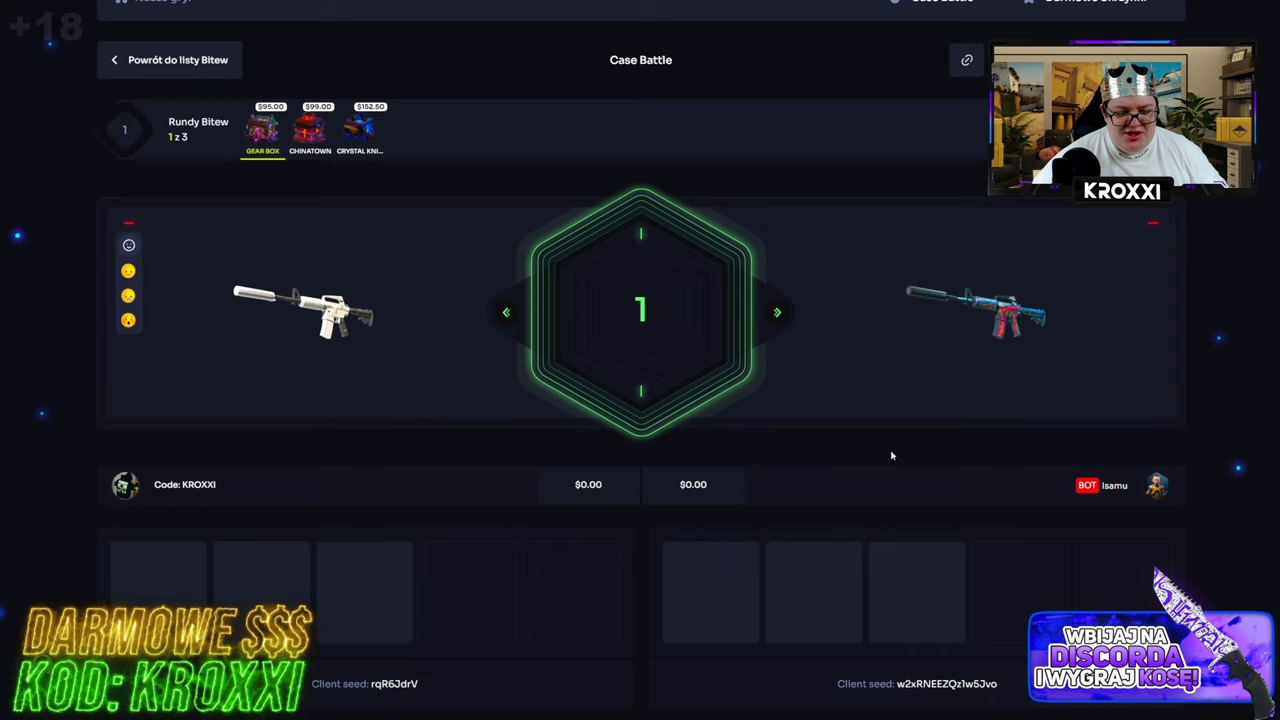 +18
Case Battle
Powrót do listy Bitew
Case Battle
1
Rundy Bitew
1 z 3
$95.00
$99.00
$152.50
GEAR BOX
CHINATOWN
CRYSTAL KNI...
KROXXI
1
Code: KROXXI
$0.00
$0.00
BOT Isamu
DARMOWE $$$
KOD: KROXXI
Client seed: rqR6JdrV
Client seed: w2xRNEEZQz1w5Jvo
WBIJAJ NA
DISCORDA
I WYGRAJ KOSĘ!